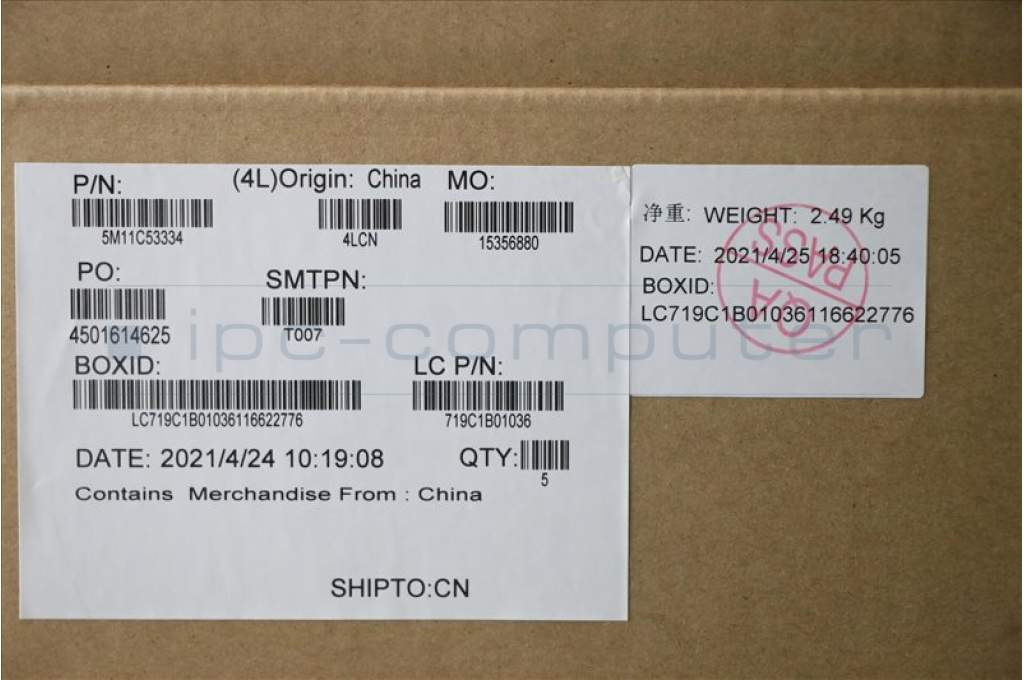 P/N: (4L)Origin: China MO:
5M11C53334 4LCN 15356880
PO: SMTPN:
4501614625 T007
BOXID: LC P/N:
LC719C1B01036116622776 719C1B01036
DATE: 2021/4/24 10:19:08 QTY:
5
Contains Merchandise From : China
SHIPTO:CN
净重: WEIGHT: 2.49 Kg
DATE: 2021/4/25 18:40:05
BOXID:
LC719C1B01036116622776
QA
PASS
ipc-computer